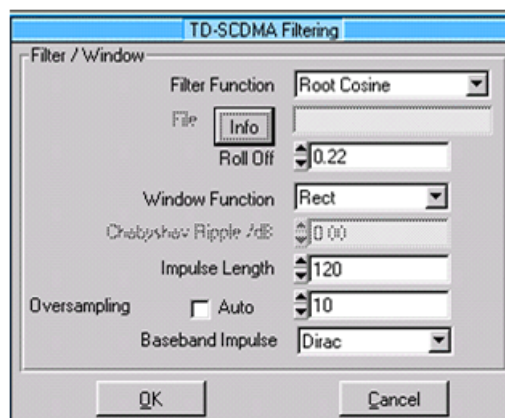 TD-SCDMA Filtering
Filter / Window
Filter Function Root Cosine
File Info
Roll Off 0.22
Window Function Rect
Chebyshev Ripple /dB 0.00
Impulse Length 120
Oversampling Auto 10
Baseband Impulse Dirac
OK Cancel